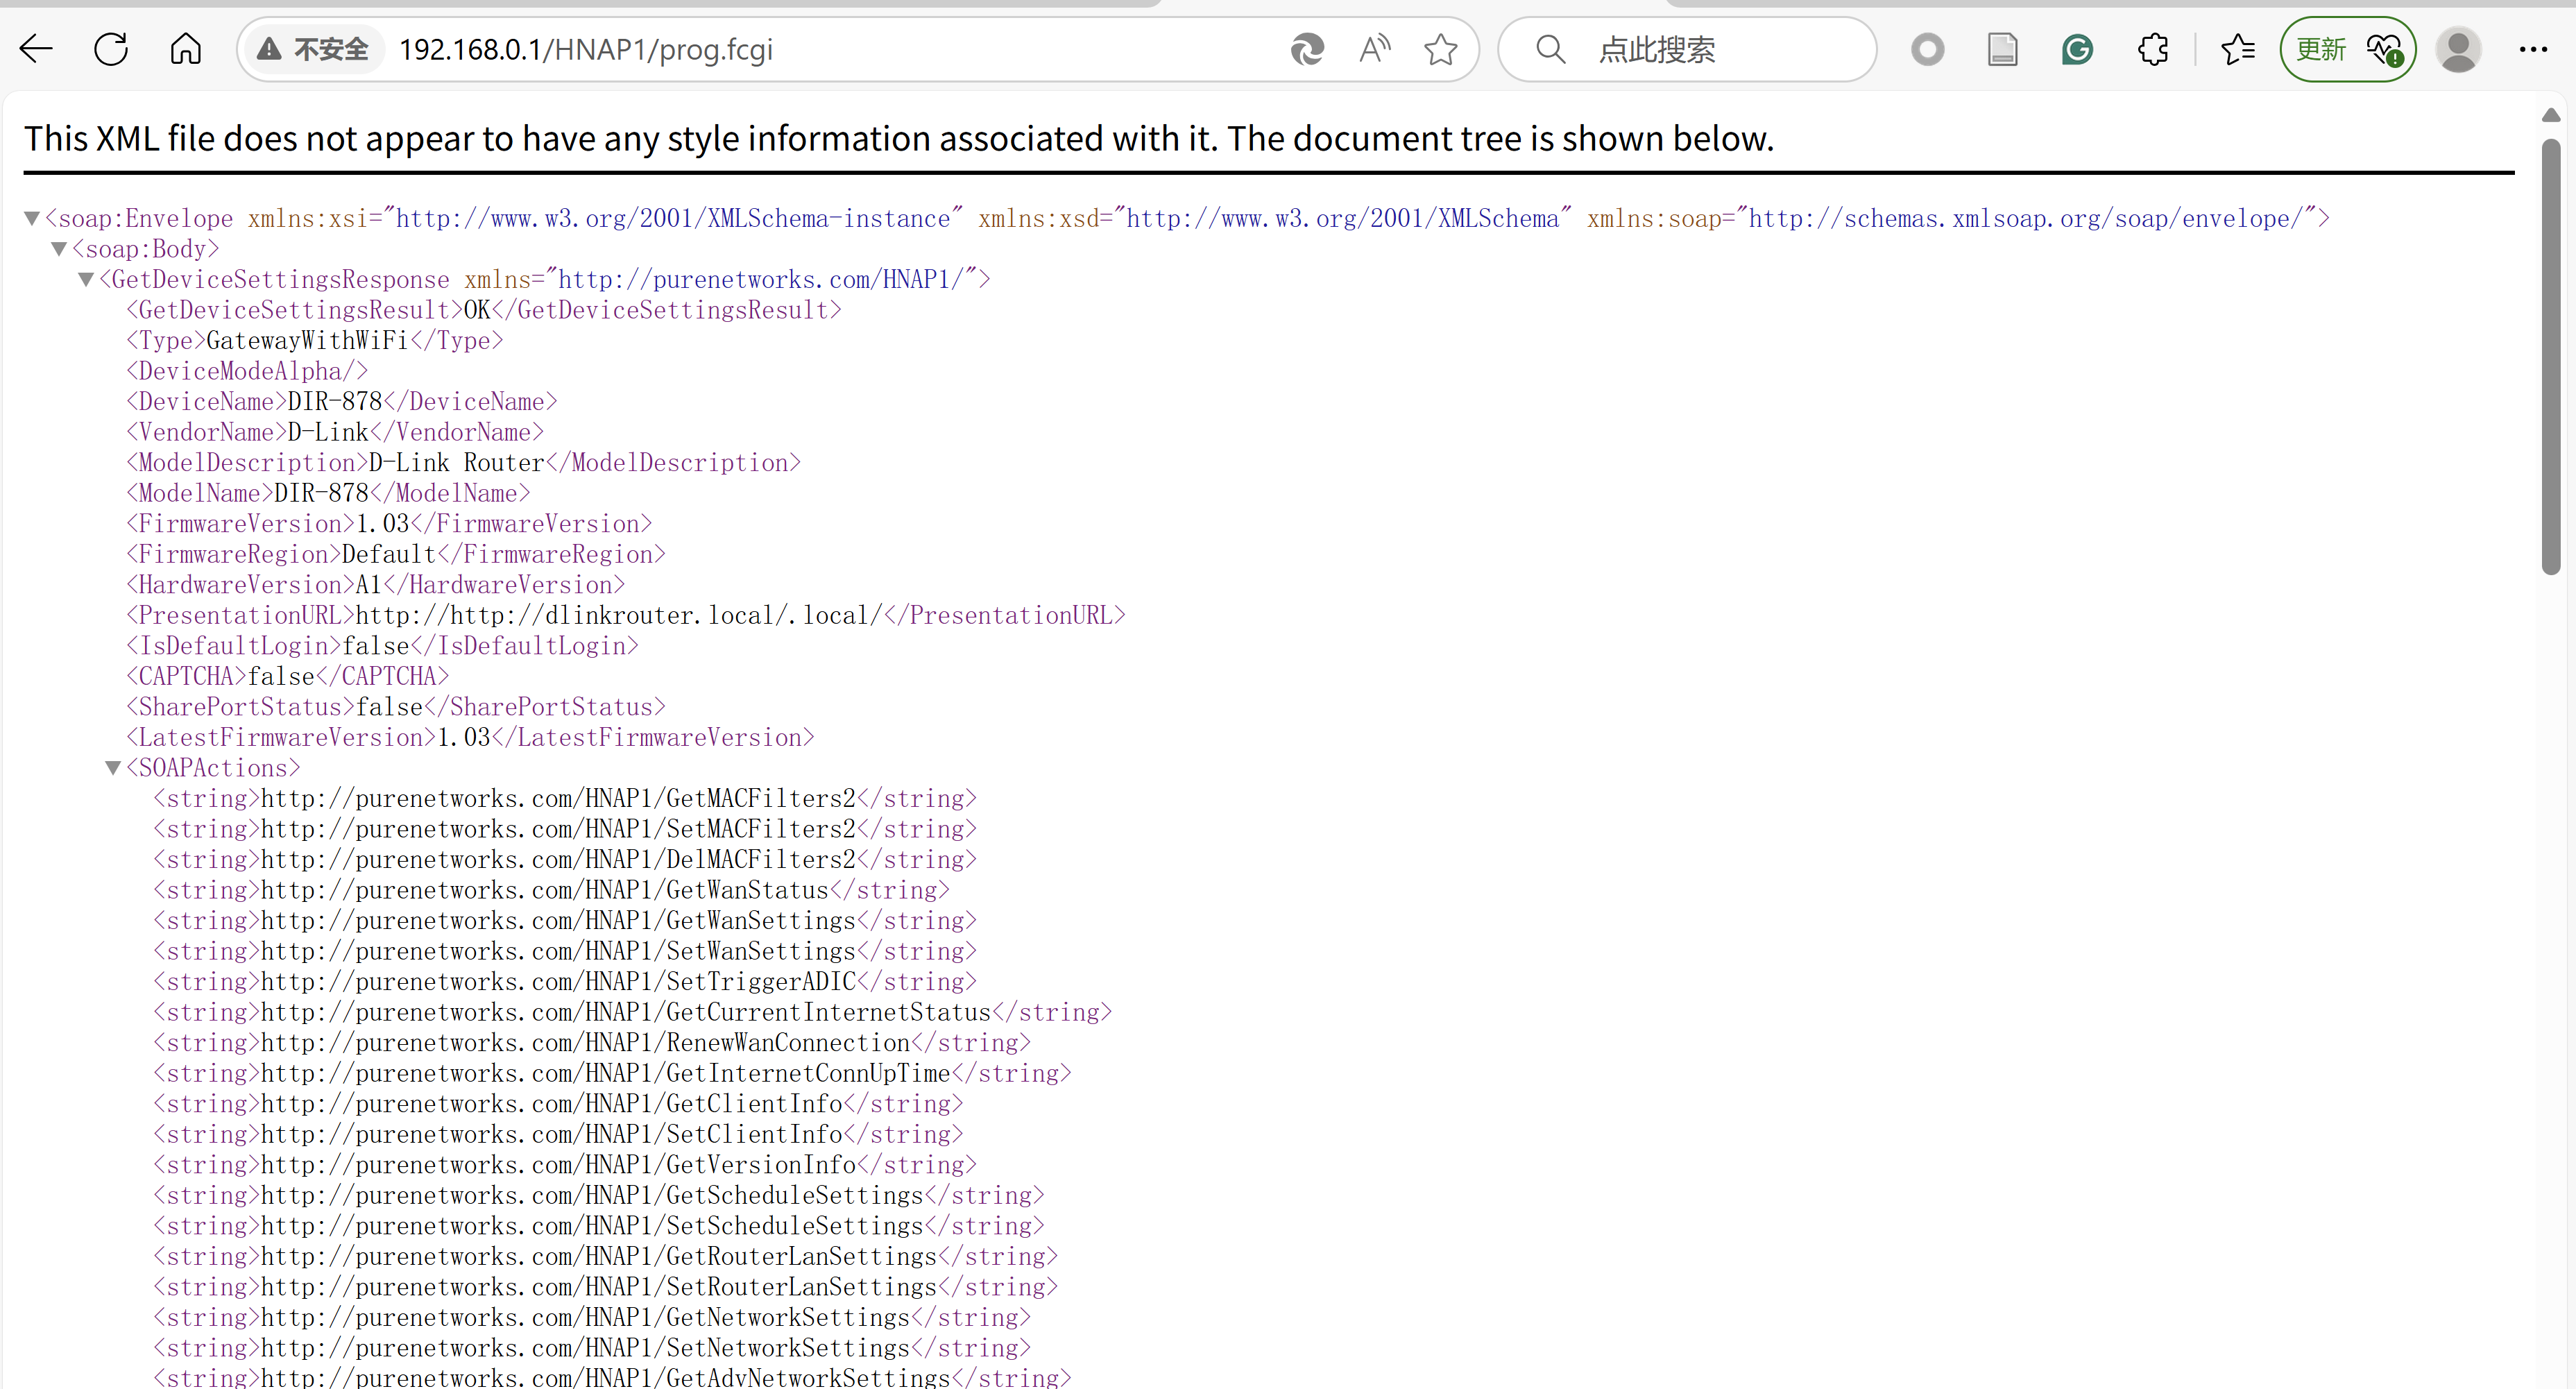 不安全 192.168.0.1/HNAP1/prog.fcgi 点此搜索 更新
This XML file does not appear to have any style information associated with it. The document tree is shown below.
<soap:Envelope xmlns:xsi="http://www.w3.org/2001/XMLSchema-instance" xmlns:xsd="http://www.w3.org/2001/XMLSchema" xmlns:soap="http://schemas.xmlsoap.org/soap/envelope/">
<soap:Body>
<GetDeviceSettingsResponse xmlns="http://purenetworks.com/HNAP1/">
<GetDeviceSettingsResult>OK</GetDeviceSettingsResult>
<Type>GatewayWithWiFi</Type>
<DeviceModeAlpha/>
<DeviceName>DIR-878</DeviceName>
<VendorName>D-Link</VendorName>
<ModelDescription>D-Link Router</ModelDescription>
<ModelName>DIR-878</ModelName>
<FirmwareVersion>1.03</FirmwareVersion>
<FirmwareRegion>Default</FirmwareRegion>
<HardwareVersion>A1</HardwareVersion>
<PresentationURL>http://http://dlinkrouter.local/.local/</PresentationURL>
<IsDefaultLogin>false</IsDefaultLogin>
<CAPTCHA>false</CAPTCHA>
<SharePortStatus>false</SharePortStatus>
<LatestFirmwareVersion>1.03</LatestFirmwareVersion>
<SOAPActions>
<string>http://purenetworks.com/HNAP1/GetMACFilters2</string>
<string>http://purenetworks.com/HNAP1/SetMACFilters2</string>
<string>http://purenetworks.com/HNAP1/DelMACFilters2</string>
<string>http://purenetworks.com/HNAP1/GetWanStatus</string>
<string>http://purenetworks.com/HNAP1/GetWanSettings</string>
<string>http://purenetworks.com/HNAP1/SetWanSettings</string>
<string>http://purenetworks.com/HNAP1/SetTriggerADIC</string>
<string>http://purenetworks.com/HNAP1/GetCurrentInternetStatus</string>
<string>http://purenetworks.com/HNAP1/RenewWanConnection</string>
<string>http://purenetworks.com/HNAP1/GetInternetConnUpTime</string>
<string>http://purenetworks.com/HNAP1/GetClientInfo</string>
<string>http://purenetworks.com/HNAP1/SetClientInfo</string>
<string>http://purenetworks.com/HNAP1/GetVersionInfo</string>
<string>http://purenetworks.com/HNAP1/GetScheduleSettings</string>
<string>http://purenetworks.com/HNAP1/SetScheduleSettings</string>
<string>http://purenetworks.com/HNAP1/GetRouterLanSettings</string>
<string>http://purenetworks.com/HNAP1/SetRouterLanSettings</string>
<string>http://purenetworks.com/HNAP1/GetNetworkSettings</string>
<string>http://purenetworks.com/HNAP1/SetNetworkSettings</string>
<string>http://purenetworks.com/HNAP1/GetAdvNetworkSettings</string>